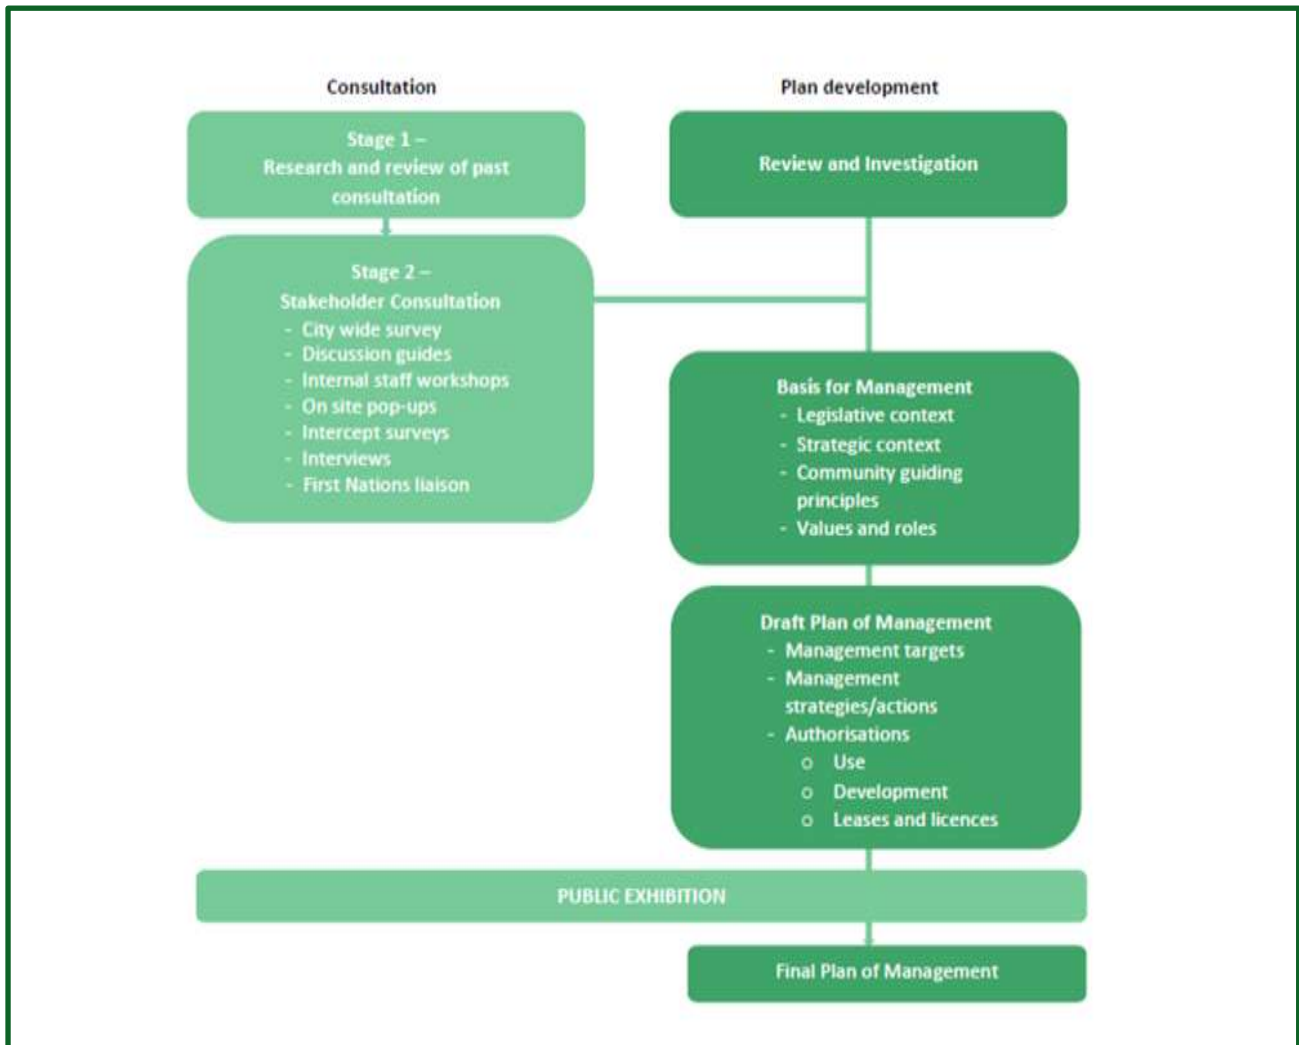 Consultation
Stage 1 –
Research and review of past
consultation
Stage 2 –
Stakeholder Consultation
- City wide survey
- Discussion guides
- Internal staff workshops
- On site pop-ups
- Intercept surveys
- Interviews
- First Nations liaison
Plan development
Review and Investigation
Basis for Management
- Legislative context
- Strategic context
- Community guiding
principles
- Values and roles
Draft Plan of Management
- Management targets
- Management
strategies/actions
- Authorisations
o Use
o Development
o Leases and licences
PUBLIC EXHIBITION
Final Plan of Management